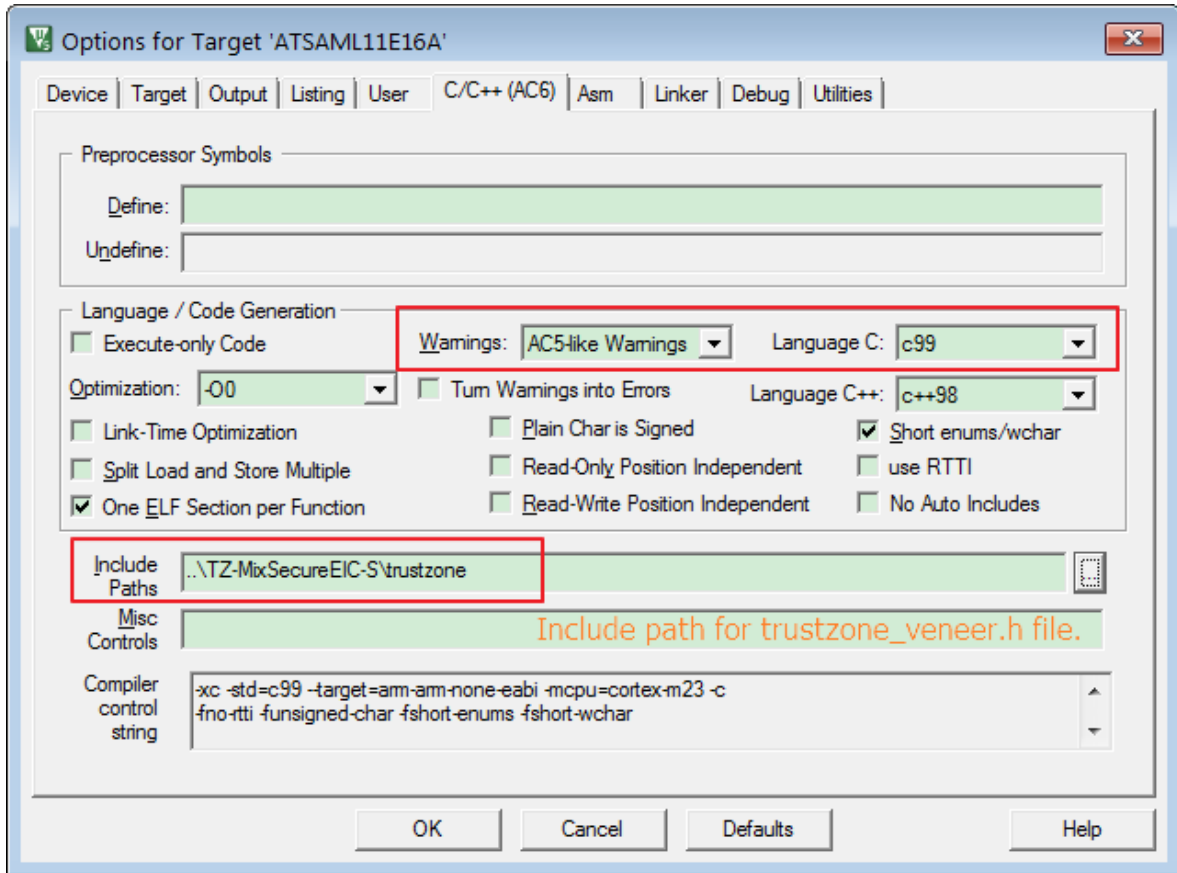 Options for Target 'ATSAML11E16A'
Device Target Output Listing User C/C++ (AC6) Asm Linker Debug Utilities
Preprocessor Symbols
Define:
Undefine:
Language / Code Generation
Execute-only Code Warnings: AC5-like Warnings Language C: c99
Optimization: -O0 Turn Warnings into Errors Language C++: c++98
Link-Time Optimization Plain Char is Signed Short enums/wchar
Split Load and Store Multiple Read-Only Position Independent use RTTI
One ELF Section per Function Read-Write Position Independent No Auto Includes
Include Paths ..\TZ-MixSecureEIC-S\trustzone ...
Misc Controls Include path for trustzone_veneer.h file.
Compiler control string -xc -std=c99 --target=arm-arm-none-eabi -mcpu=cortex-m23 -c
-fno-rtti -funsigned-char -fshort-enums -fshort-wchar
OK Cancel Defaults Help